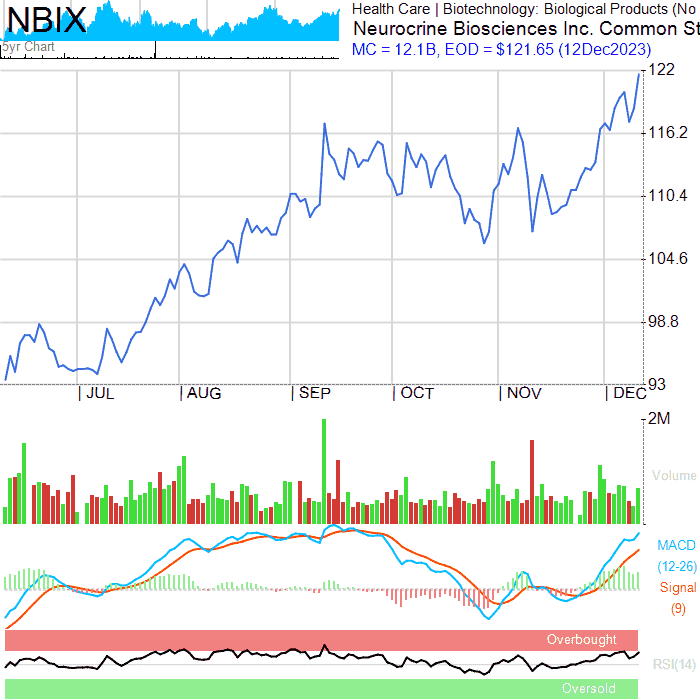 NBIX
5yr Chart
Health Care | Biotechnology: Biological Products (No
Neurocrine Biosciences Inc. Common St
MC = 12.1B, EOD = $121.65 (12Dec2023)
122
116.2
110.4
104.6
98.8
93
| JUL | AUG | SEP | OCT | NOV | DEC
2M
Volume
MACD
(12-26)
Signal
(9)
Overbought
RSI(14)
Oversold